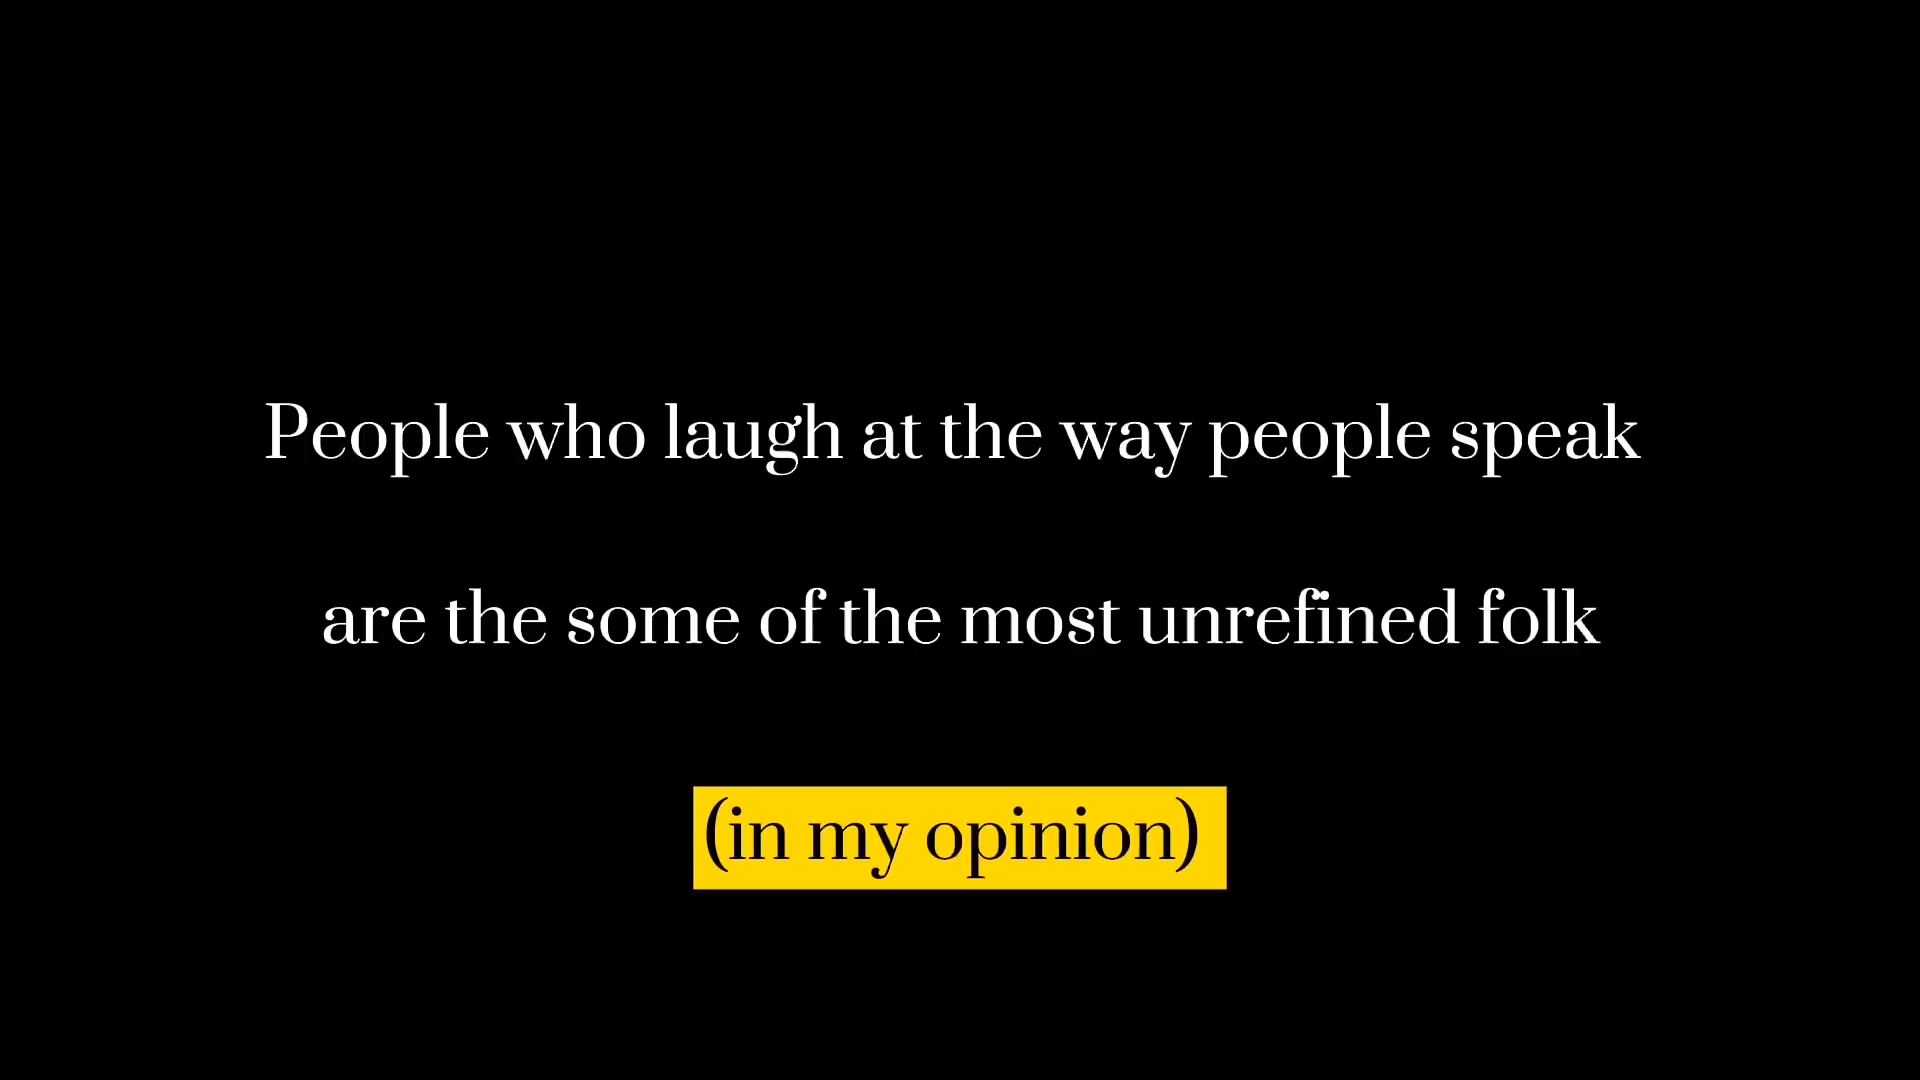 People who laugh at the way people speak
are the some of the most unrefined folk
(in my opinion)